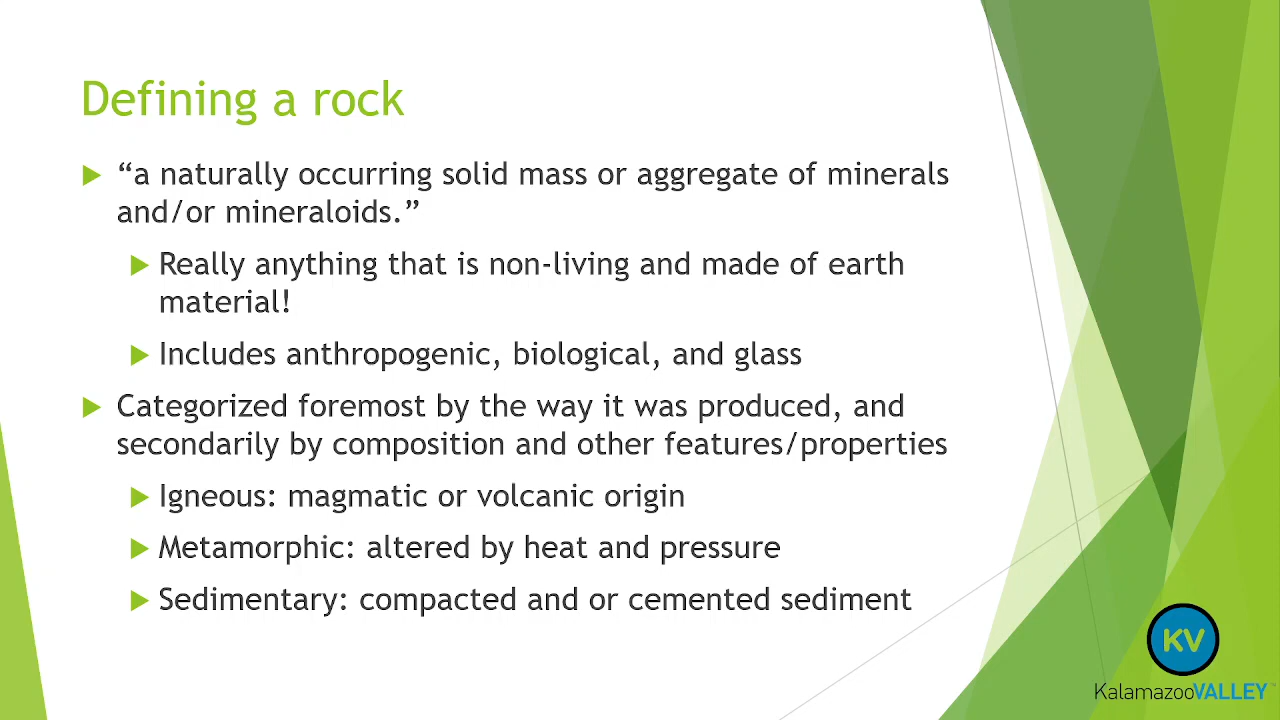 Defining a rock
“a naturally occurring solid mass or aggregate of minerals
and/or mineraloids.”
Really anything that is non-living and made of earth
material!
Includes anthropogenic, biological, and glass
Categorized foremost by the way it was produced, and
secondarily by composition and other features/properties
Igneous: magmatic or volcanic origin
Metamorphic: altered by heat and pressure
Sedimentary: compacted and or cemented sediment
KV
KalamazooVALLEY™